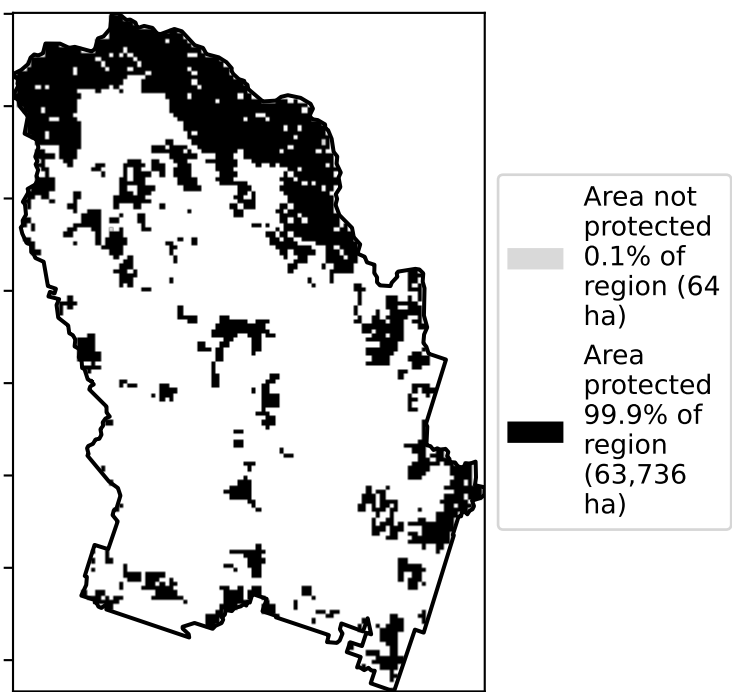 Area not
protected
0.1% of
region (64
ha)
Area
protected
99.9% of
region
(63,736
ha)